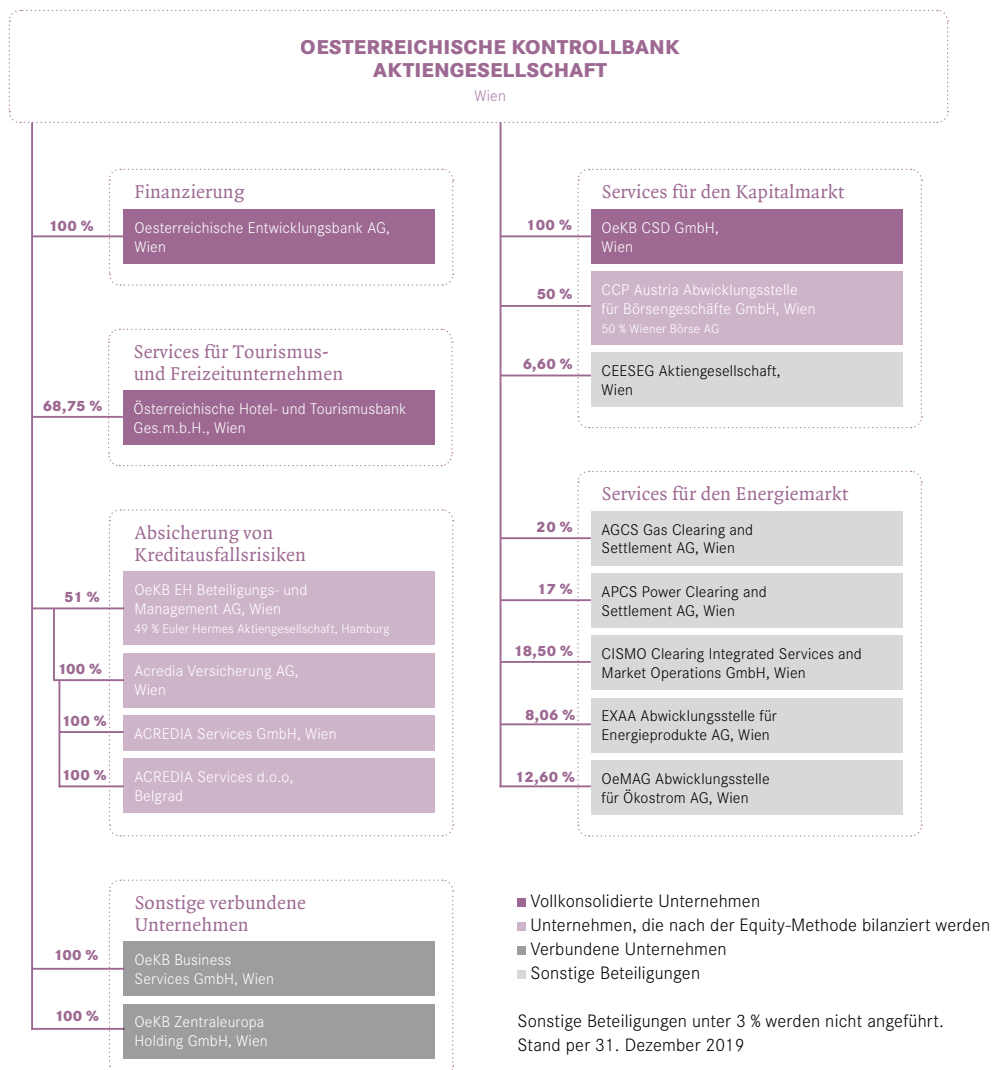 OESTERREICHISCHE KONTROLLBANK
AKTIENGESELLSCHAFT
Wien
Finanzierung
100 %
Oesterreichische Entwicklungsbank AG,
Wien
Services für Tourismus-
und Freizeitunternehmen
68,75 %
Österreichische Hotel- und Tourismusbank
Ges.m.b.H., Wien
Absicherung von
Kreditausfallsrisiken
51 %
OeKB EH Beteiligungs- und
Management AG, Wien
49 % Euler Hermes Aktiengesellschaft, Hamburg
100 %
Acredia Versicherung AG,
Wien
100 %
ACREDIA Services GmbH, Wien
100 %
ACREDIA Services d.o.o,
Belgrad
Sonstige verbundene
Unternehmen
100 %
OeKB Business
Services GmbH, Wien
100 %
OeKB Zentraleuropa
Holding GmbH, Wien
Services für den Kapitalmarkt
100 %
OeKB CSD GmbH,
Wien
50 %
CCP Austria Abwicklungsstelle
für Börsengeschäfte GmbH, Wien
50 % Wiener Börse AG
6,60 %
CEESEG Aktiengesellschaft,
Wien
Services für den Energiemarkt
20 %
AGCS Gas Clearing and
Settlement AG, Wien
17 %
APCS Power Clearing and
Settlement AG, Wien
18,50 %
CISMO Clearing Integrated Services and
Market Operations GmbH, Wien
8,06 %
EXAA Abwicklungsstelle für
Energieprodukte AG, Wien
12,60 %
OeMAG Abwicklungsstelle
für Ökostrom AG, Wien
Vollkonsolidierte Unternehmen
Unternehmen, die nach der Equity-Methode bilanziert werden
Verbundene Unternehmen
Sonstige Beteiligungen
Sonstige Beteiligungen unter 3 % werden nicht angeführt.
Stand per 31. Dezember 2019